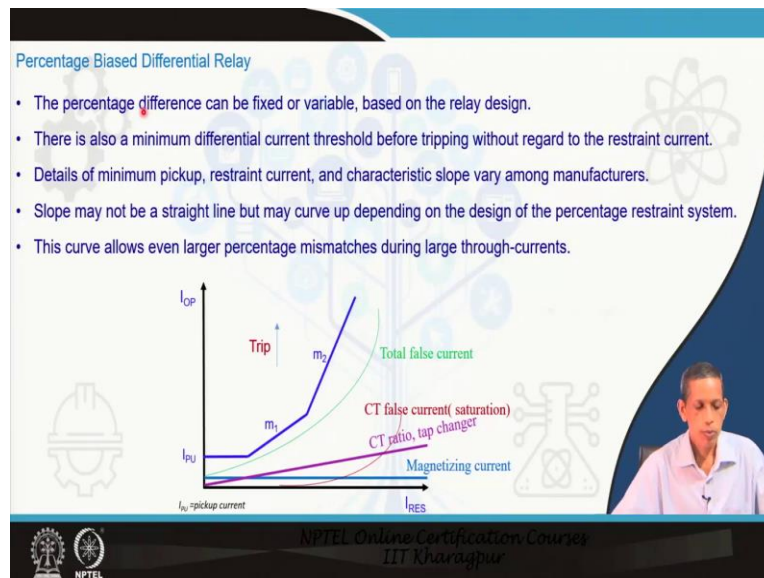 Percentage Biased Differential Relay
• The percentage difference can be fixed or variable, based on the relay design.
• There is also a minimum differential current threshold before tripping without regard to the restraint current.
• Details of minimum pickup, restraint current, and characteristic slope vary among manufacturers.
• Slope may not be a straight line but may curve up depending on the design of the percentage restraint system.
• This curve allows even larger percentage mismatches during large through-currents.
IOP
Trip
m2
Total false current
m1
CT false current( saturation)
CT ratio, tap changer
IPU
Magnetizing current
IPU =pickup current
IRES
NPTEL Online Certification Courses
IIT Kharagpur
NPTEL